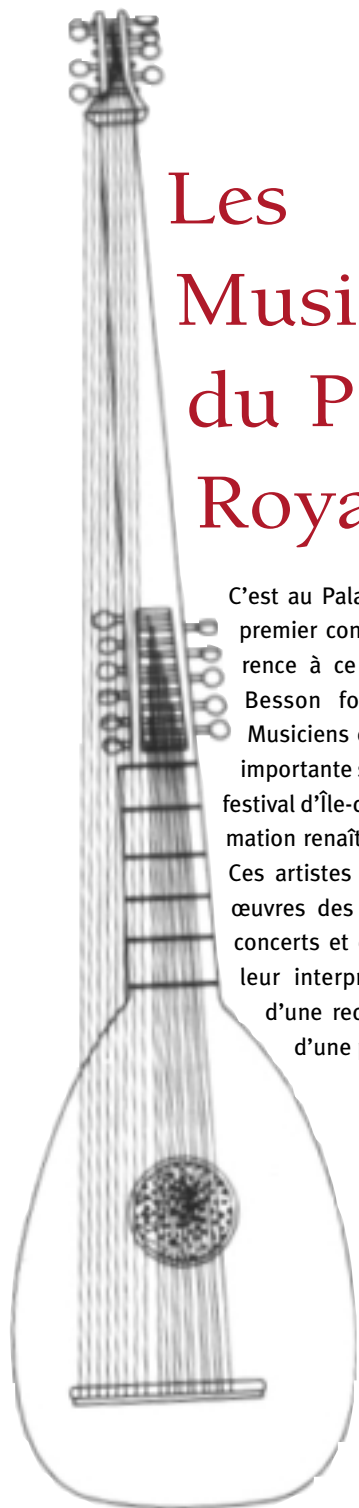 Les
Musi
du P
Roya
C’est au Pala
premier con
rence à ce
Besson fo
Musiciens
importante s
festival d’Île-d
mation renaît
Ces artistes
œuvres des
concerts et
leur interpr
d’une rec
d’une